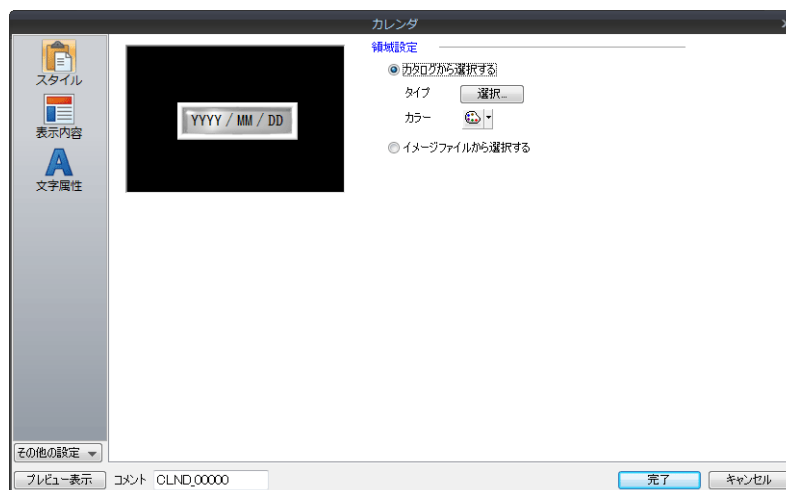 カレンダ
スタイル
表示内容
文字属性
YYYY / MM / DD
領域設定
カタログから選択する
タイプ 選択...
カラー
イメージファイルから選択する
その他の設定
プレビュー表示 コメント CLND_00000 完了 キャンセル